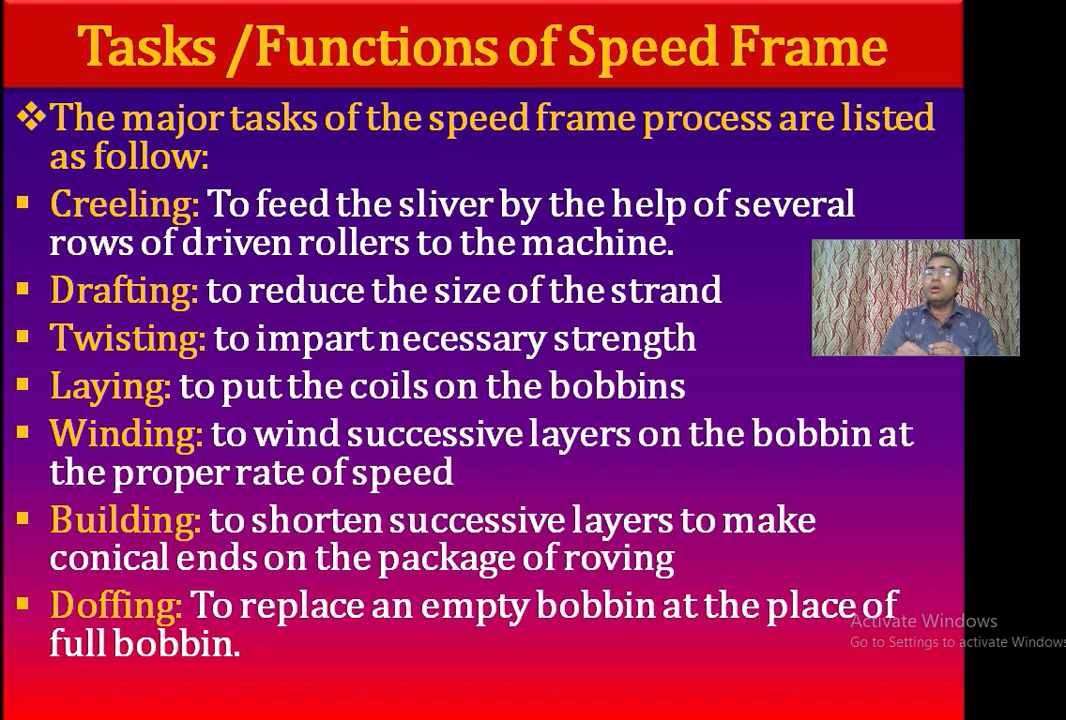 Tasks /Functions of Speed Frame
❖The major tasks of the speed frame process are listed
as follow:
▪ Creeling: To feed the sliver by the help of several
rows of driven rollers to the machine.
▪ Drafting: to reduce the size of the strand
▪ Twisting: to impart necessary strength
▪ Laying: to put the coils on the bobbins
▪ Winding: to wind successive layers on the bobbin at
the proper rate of speed
▪ Building: to shorten successive layers to make
conical ends on the package of roving
▪ Doffing: To replace an empty bobbin at the place of
full bobbin.
Activate Windows
Go to Settings to activate Windows